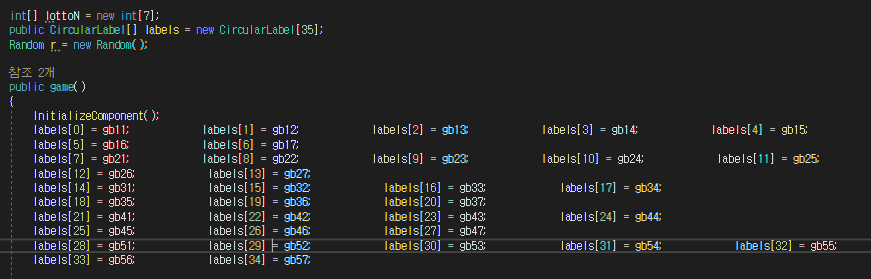 int[] lottoN = new int[7];
public CircularLabel[] labels = new CircularLabel[35];
Random r = new Random();
참조 2개
public game()
{
InitializeComponent();
labels[0] = gb11; labels[1] = gb12; labels[2] = gb13; labels[3] = gb14; labels[4] = gb15;
labels[5] = gb16; labels[6] = gb17;
labels[7] = gb21; labels[8] = gb22; labels[9] = gb23; labels[10] = gb24; labels[11] = gb25;
labels[12] = gb26; labels[13] = gb27;
labels[14] = gb31; labels[15] = gb32; labels[16] = gb33; labels[17] = gb34;
labels[18] = gb35; labels[19] = gb36; labels[20] = gb37;
labels[21] = gb41; labels[22] = gb42; labels[23] = gb43; labels[24] = gb44;
labels[25] = gb45; labels[26] = gb46; labels[27] = gb47;
labels[28] = gb51; labels[29] = gb52; labels[30] = gb53; labels[31] = gb54; labels[32] = gb55;
labels[33] = gb56; labels[34] = gb57;